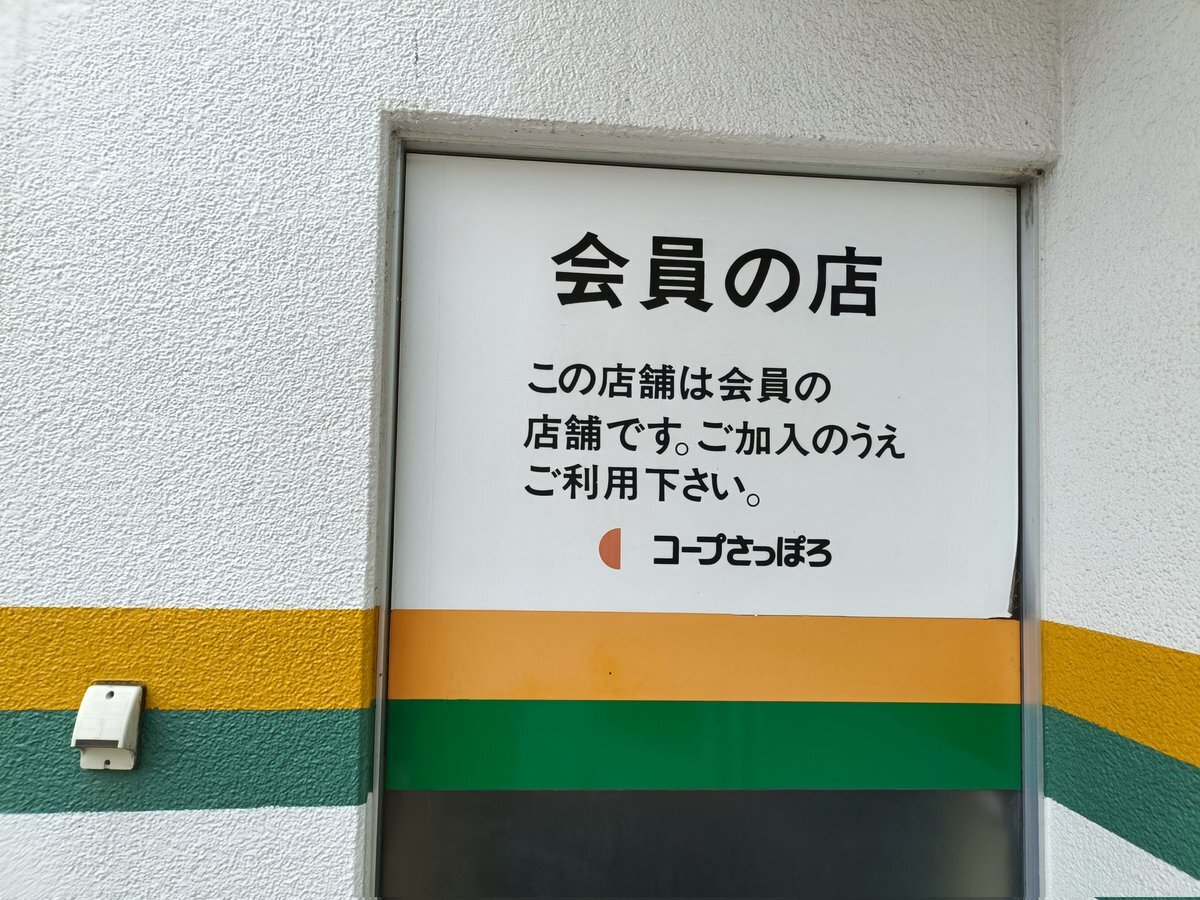 会員の店
この店舗は会員の
店舗です。ご加入のうえ
ご利用下さい。
コープさっぽろ